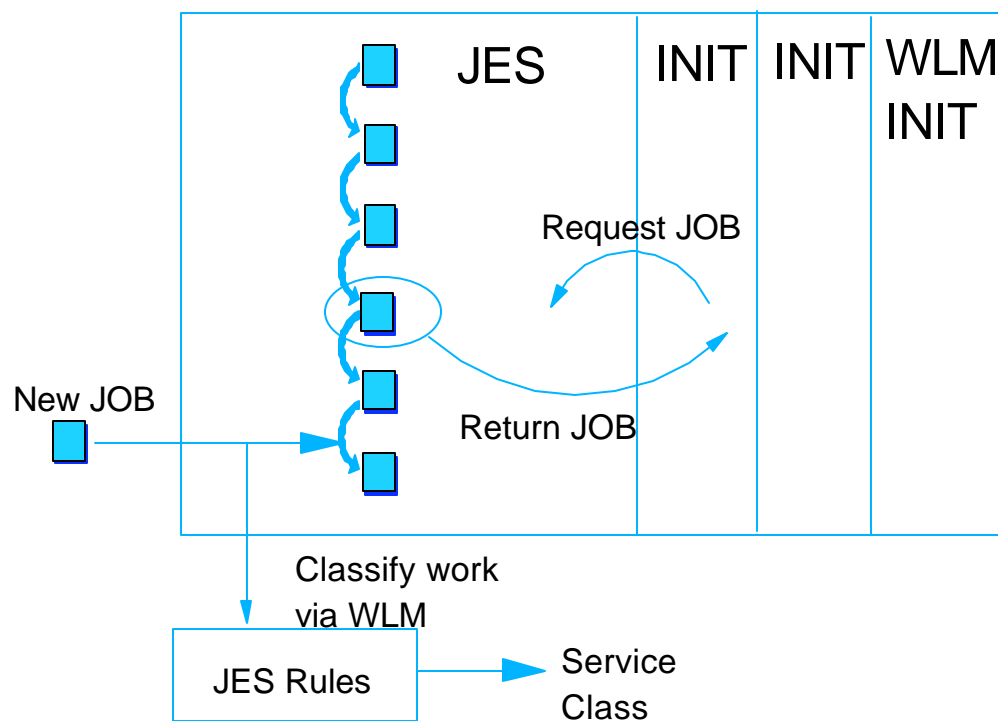 JES
INIT
INIT
WLM
INIT
Request JOB
New JOB
Return JOB
Classify work
via WLM
JES Rules
Service
Class